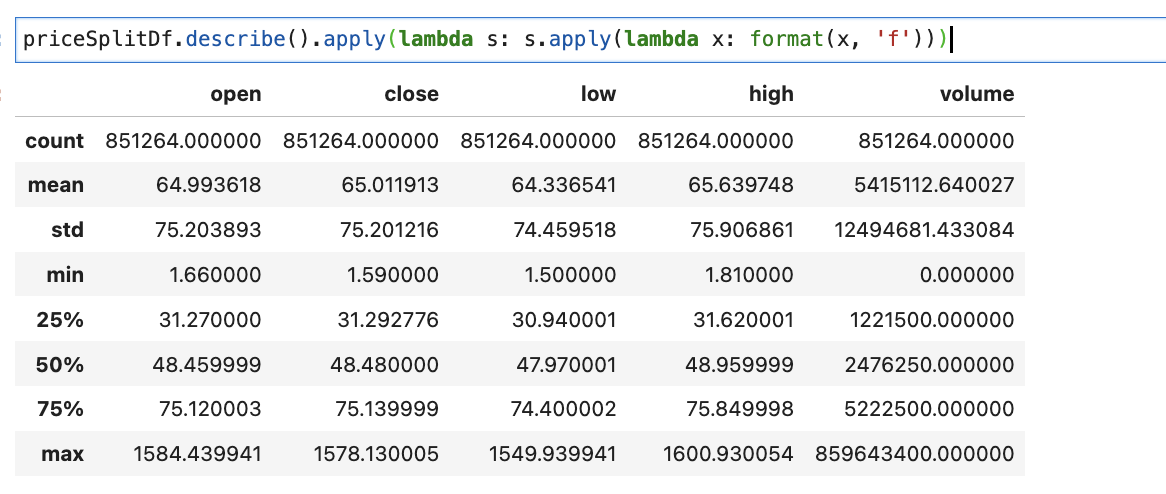 priceSplitDf.describe().apply(lambda s: s.apply(lambda x: format(x, 'f')))
open close low high volume
count 851264.000000 851264.000000 851264.000000 851264.000000 851264.000000
mean 64.993618 65.011913 64.336541 65.639748 5415112.640027
std 75.203893 75.201216 74.459518 75.906861 12494681.433084
min 1.660000 1.590000 1.500000 1.810000 0.000000
25% 31.270000 31.292776 30.940001 31.620001 1221500.000000
50% 48.459999 48.480000 47.970001 48.959999 2476250.000000
75% 75.120003 75.139999 74.400002 75.849998 5222500.000000
max 1584.439941 1578.130005 1549.939941 1600.930054 859643400.000000